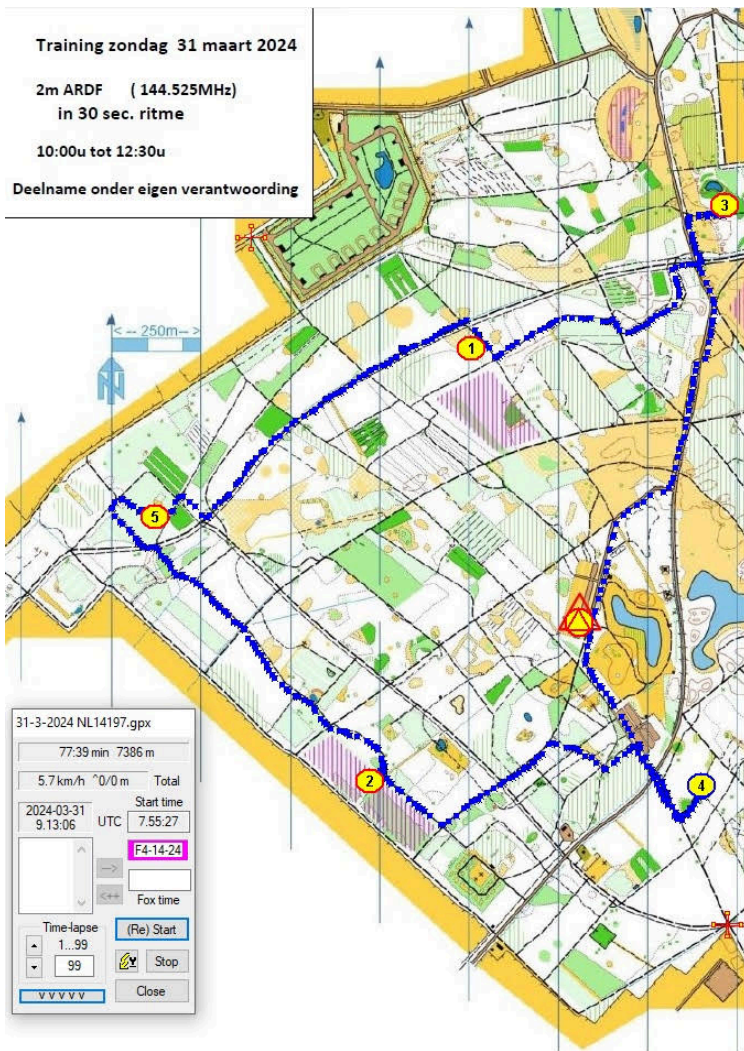 Training zondag 31 maart 2024
2m ARDF ( 144.525MHz)
in 30 sec. ritme
10:00u tot 12:30u
Deelname onder eigen verantwoording
3
<-- 250m-->
1
5
2
4
31-3-2024 NL14197.gpx
77:39 min 7386 m
5.7 km/h ^0/0 m Total
Start time
2024-03-31
9.13:06
UTC
7.55:27
F4-14-24
-->
<++
Fox time
Time-lapse
1...99
99
(Re) Start
Stop
Close
v v v v v